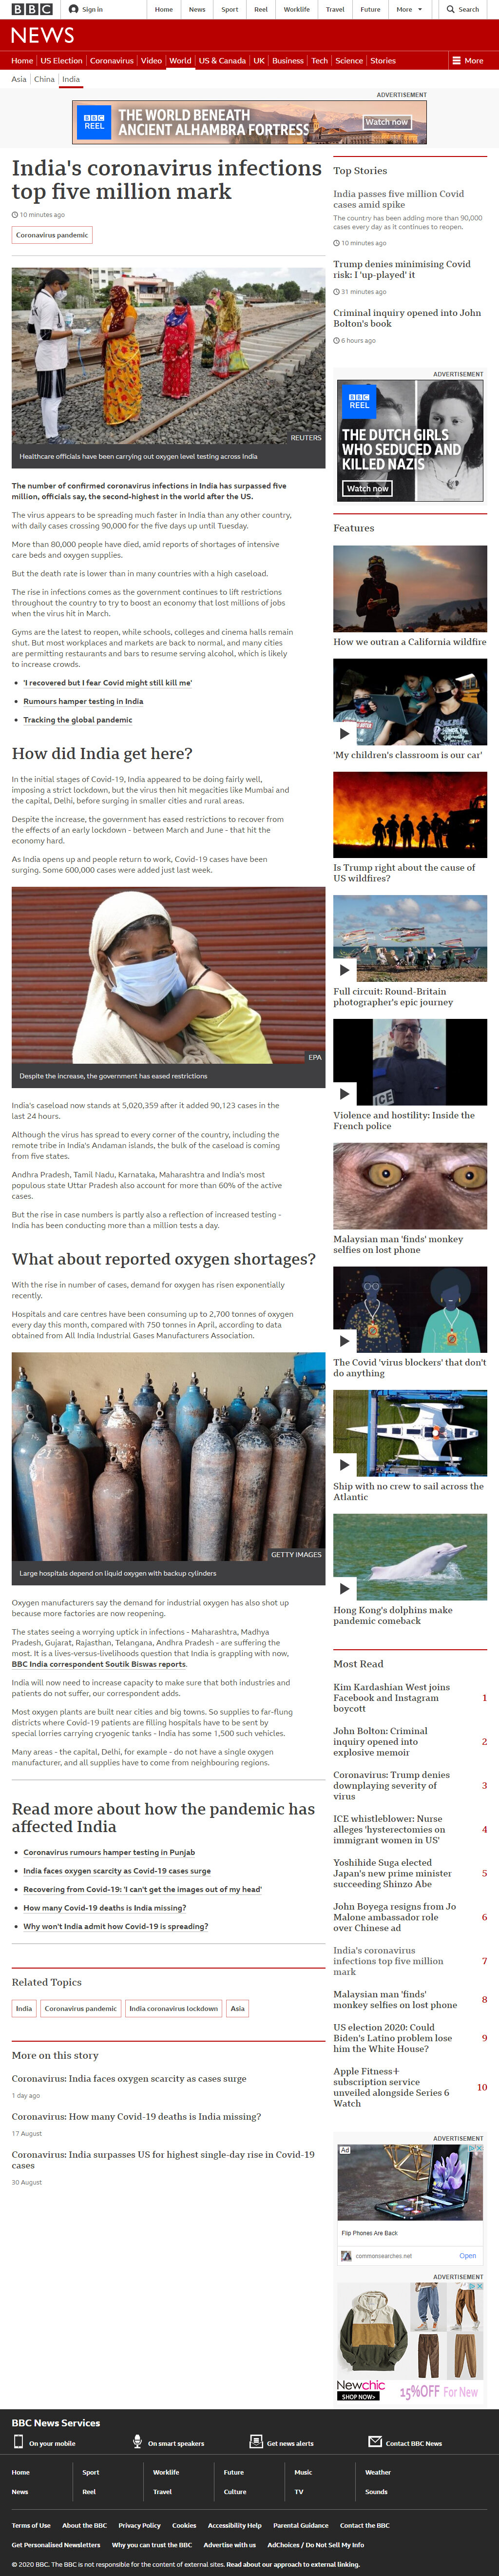 BBC
Sign in
Home
News
Sport
Reel
Worklife
Travel
Future
More
Search
NEWS
Home
US Election
Coronavirus
Video
World
US & Canada
UK
Business
Tech
Science
Stories
More
Asia
China
India
ADVERTISEMENT
BBC
REEL
THE WORLD BENEATH
ANCIENT ALHAMBRA FORTRESS
Watch now
India's coronavirus infections
top five million mark
10 minutes ago
Coronavirus pandemic
REUTERS
Healthcare officials have been carrying out oxygen level testing across India
The number of confirmed coronavirus infections in India has surpassed five
million, officials say, the second-highest in the world after the US.
The virus appears to be spreading much faster in India than any other country,
with daily cases crossing 90,000 for the five days up until Tuesday.
More than 80,000 people have died, amid reports of shortages of intensive
care beds and oxygen supplies.
But the death rate is lower than in many countries with a high caseload.
The rise in infections comes as the government continues to lift restrictions
throughout the country to try to boost an economy that lost millions of jobs
when the virus hit in March.
Gyms are the latest to reopen, while schools, colleges and cinema halls remain
shut. But most workplaces and markets are back to normal, and many cities
are permitting restaurants and bars to resume serving alcohol, which is likely
to increase crowds.
'I recovered but I fear Covid might still kill me'
Rumours hamper testing in India
Tracking the global pandemic
How did India get here?
In the initial stages of Covid-19, India appeared to be doing fairly well,
imposing a strict lockdown, but the virus then hit megacities like Mumbai and
the capital, Delhi, before surging in smaller cities and rural areas.
Despite the increase, the government has eased restrictions to recover from
the effects of an early lockdown - between March and June - that hit the
economy hard.
As India opens up and people return to work, Covid-19 cases have been
surging. Some 600,000 cases were added just last week.
EPA
Despite the increase, the government has eased restrictions
India's caseload now stands at 5,020,359 after it added 90,123 cases in the
last 24 hours.
Although the virus has spread to every corner of the country, including the
remote tribe in India's Andaman islands, the bulk of the caseload is coming
from five states.
Andhra Pradesh, Tamil Nadu, Karnataka, Maharashtra and India's most
populous state Uttar Pradesh also account for more than 60% of the active
cases.
But the rise in case numbers is partly also a reflection of increased testing -
India has been conducting more than a million tests a day.
What about reported oxygen shortages?
With the rise in number of cases, demand for oxygen has risen exponentially
recently.
Hospitals and care centres have been consuming up to 2,700 tonnes of oxygen
every day this month, compared with 750 tonnes in April, according to data
obtained from All India Industrial Gases Manufacturers Association.
GETTY IMAGES
Large hospitals depend on liquid oxygen with backup cylinders
Oxygen manufacturers say the demand for industrial oxygen has also shot up
because more factories are now reopening.
The states seeing a worrying uptick in infections - Maharashtra, Madhya
Pradesh, Gujarat, Rajasthan, Telangana, Andhra Pradesh - are suffering the
most. It is a lives-versus-livelihoods question that India is grappling with now,
BBC India correspondent Soutik Biswas reports.
India will now need to increase capacity to make sure that both industries and
patients do not suffer, our correspondent adds.
Most oxygen plants are built near cities and big towns. So supplies to far-flung
districts where Covid-19 patients are filling hospitals have to be sent by
special lorries carrying cryogenic tanks - India has some 1,500 such vehicles.
Many areas - the capital, Delhi, for example - do not have a single oxygen
manufacturer, and all supplies have to come from neighbouring regions.
Read more about how the pandemic has
affected India
Coronavirus rumours hamper testing in Punjab
India faces oxygen scarcity as Covid-19 cases surge
Recovering from Covid-19: 'I can't get the images out of my head'
How many Covid-19 deaths is India missing?
Why won't India admit how Covid-19 is spreading?
Related Topics
India
Coronavirus pandemic
India coronavirus lockdown
Asia
More on this story
Coronavirus: India faces oxygen scarcity as cases surge
1 day ago
Coronavirus: How many Covid-19 deaths is India missing?
17 August
Coronavirus: India surpasses US for highest single-day rise in Covid-19
cases
30 August
Top Stories
India passes five million Covid
cases amid spike
The country has been adding more than 90,000
cases every day as it continues to reopen.
10 minutes ago
Trump denies minimising Covid
risk: I 'up-played' it
31 minutes ago
Criminal inquiry opened into John
Bolton's book
6 hours ago
ADVERTISEMENT
BBC
REEL
THE DUTCH GIRLS
WHO SEDUCED AND
KILLED NAZIS
Watch now
Features
How we outran a California wildfire
'My children's classroom is our car'
Is Trump right about the cause of
US wildfires?
Full circuit: Round-Britain
photographer's epic journey
Violence and hostility: Inside the
French police
Malaysian man 'finds' monkey
selfies on lost phone
The Covid 'virus blockers' that don't
do anything
Ship with no crew to sail across the
Atlantic
Hong Kong's dolphins make
pandemic comeback
Most Read
Kim Kardashian West joins
Facebook and Instagram
boycott
1
John Bolton: Criminal
inquiry opened into
explosive memoir
2
Coronavirus: Trump denies
downplaying severity of
virus
3
ICE whistleblower: Nurse
alleges 'hysterectomies on
immigrant women in US'
4
Yoshihide Suga elected
Japan's new prime minister
succeeding Shinzo Abe
5
John Boyega resigns from Jo
Malone ambassador role
over Chinese ad
6
India's coronavirus
infections top five million
mark
7
Malaysian man 'finds'
monkey selfies on lost phone
8
US election 2020: Could
Biden's Latino problem lose
him the White House?
9
Apple Fitness+
subscription service
unveiled alongside Series 6
Watch
10
ADVERTISEMENT
Ad
Flip Phones Are Back
commonsearches.net
Open
ADVERTISEMENT
Newchic
SHOP NOW>
15%OFF For New
BBC News Services
On your mobile
On smart speakers
Get news alerts
Contact BBC News
Home
Sport
Worklife
Future
Music
Weather
News
Reel
Travel
Culture
TV
Sounds
Terms of Use
About the BBC
Privacy Policy
Cookies
Accessibility Help
Parental Guidance
Contact the BBC
Get Personalised Newsletters
Why you can trust the BBC
Advertise with us
AdChoices / Do Not Sell My Info
© 2020 BBC. The BBC is not responsible for the content of external sites. Read about our approach to external linking.